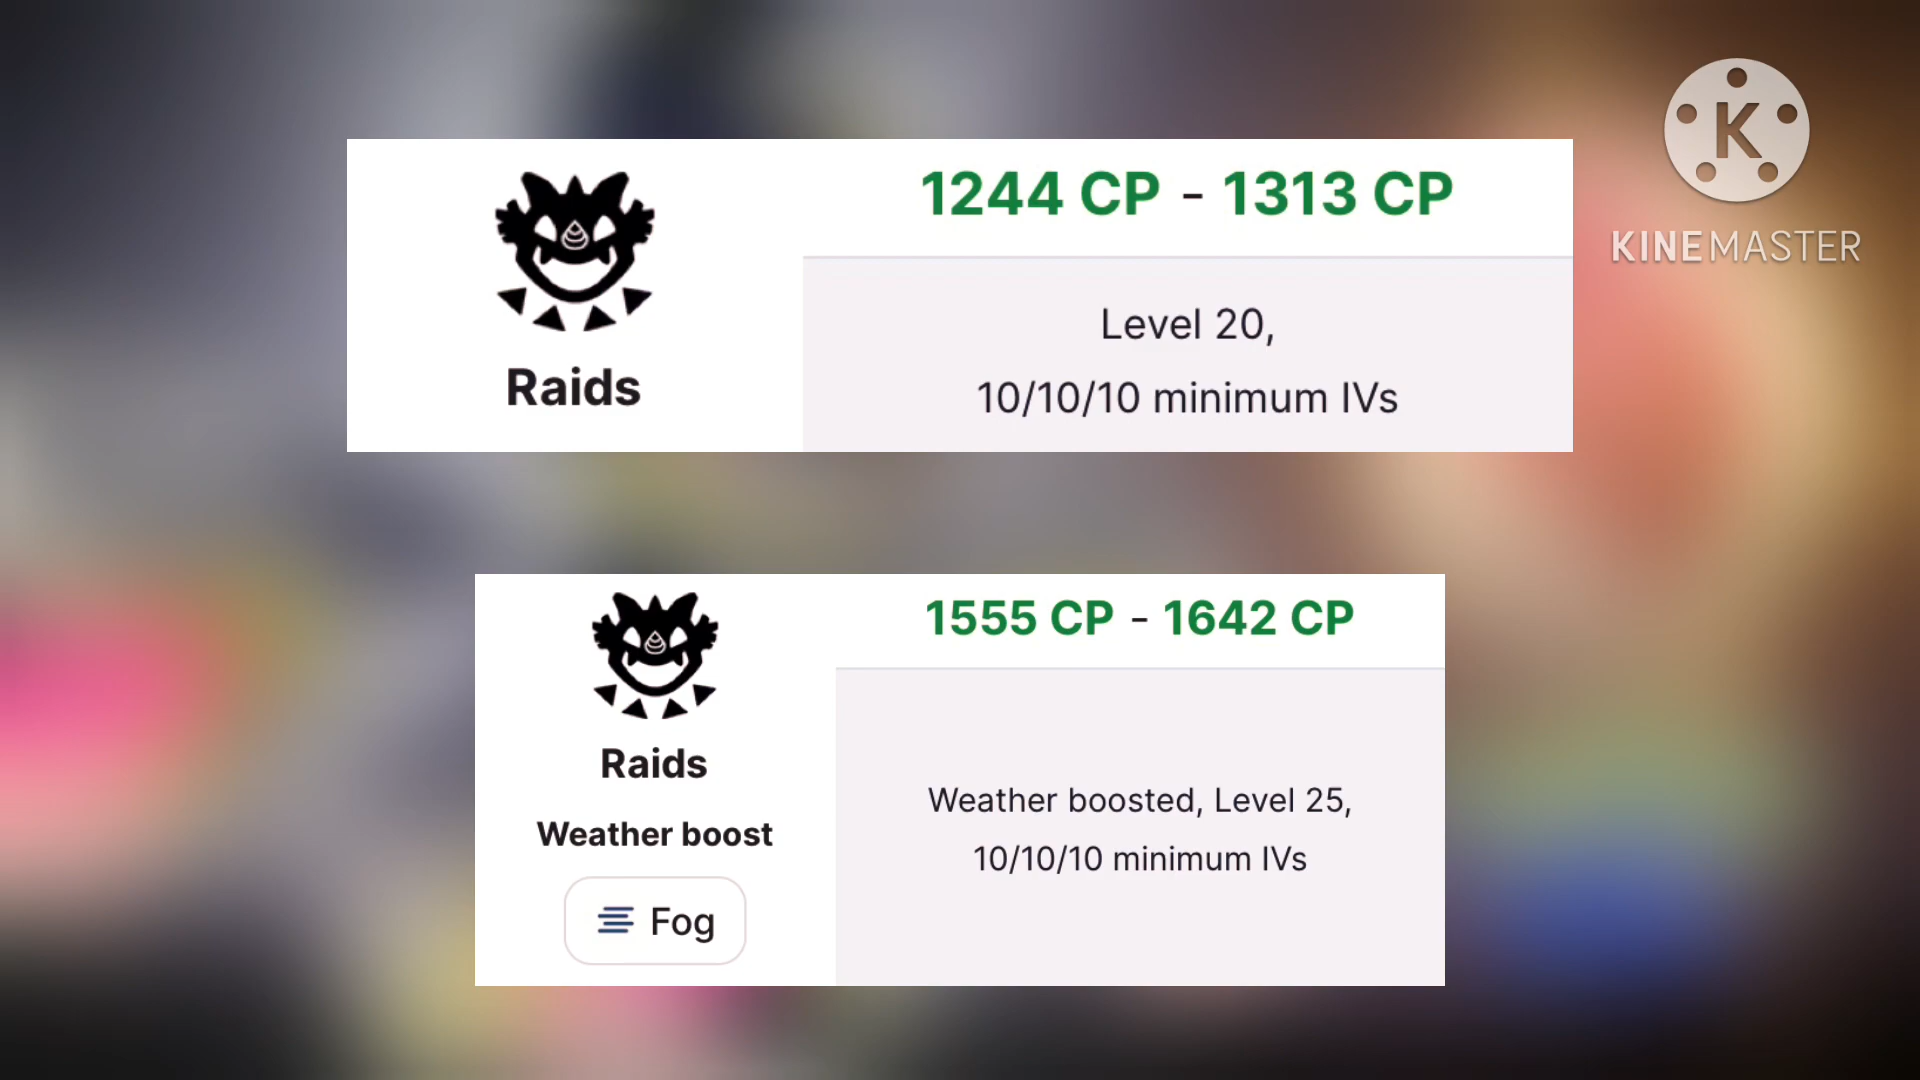 1244 CP - 1313 CP
Raids
Level 20,
10/10/10 minimum IVs
K
KINEMASTER
1555 CP - 1642 CP
Raids
Weather boost
Fog
Weather boosted, Level 25,
10/10/10 minimum IVs